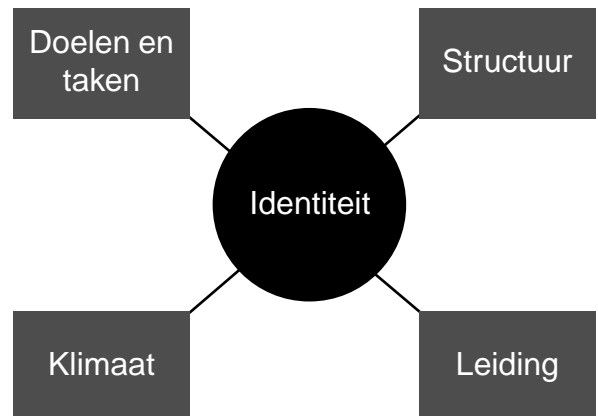 Doelen en
taken
Structuur
Identiteit
Klimaat
Leiding